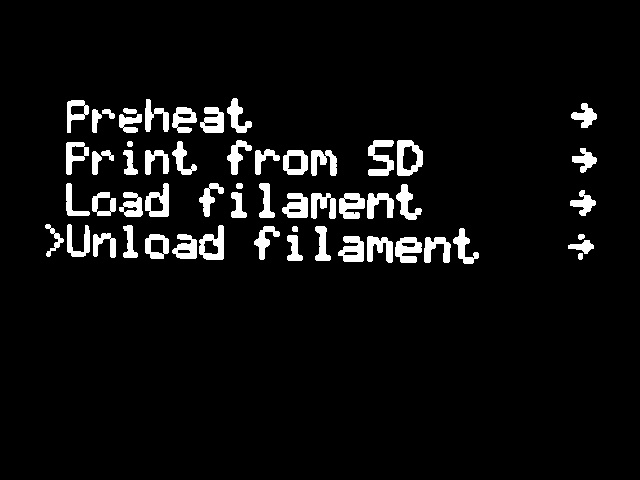 Preheat →
Print from SD →
Load filament →
>Unload filament →